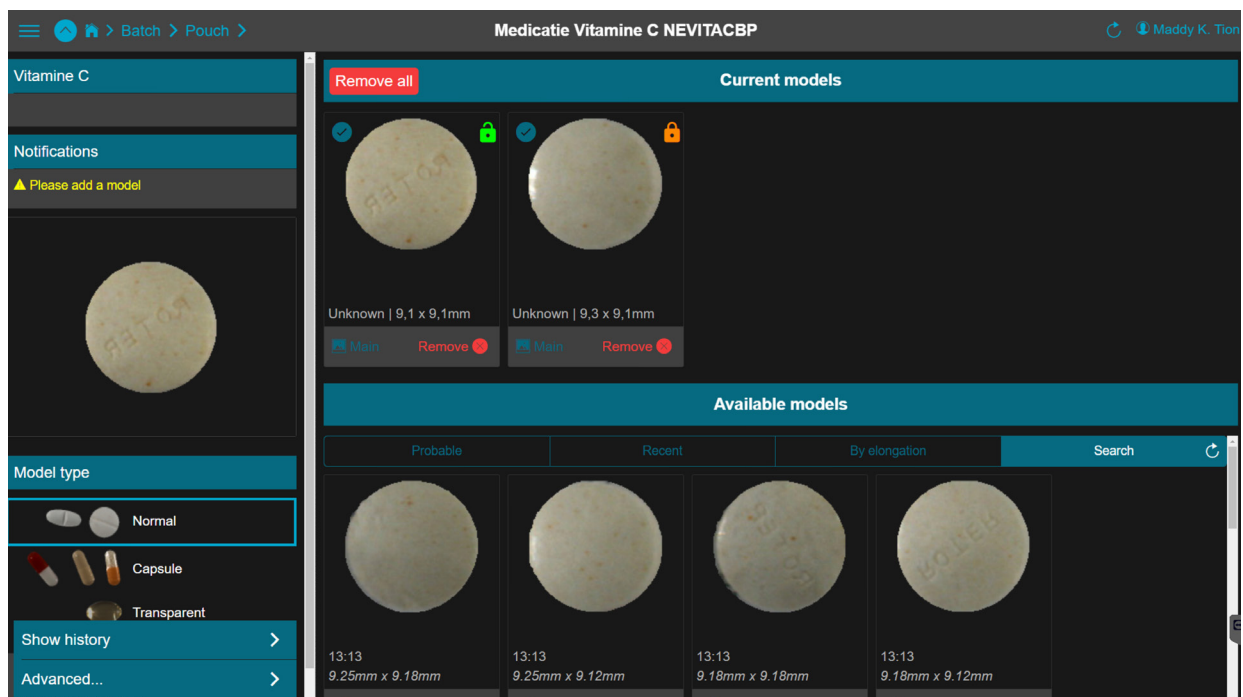 Batch Pouch
Medicatie Vitamine C NEVITACBP
Maddy K. Tion
Vitamine C
Notifications
Please add a model
ROTER
Model type
Normal
Capsule
Transparent
Show history
Advanced...
Remove all
Current models
ROTER
Unknown | 9,1 x 9,1mm
Unknown | 9,3 x 9,1mm
Main
Remove
Main
Remove
Available models
Probable
Recent
By elongation
Search
ROTER
13:13
9.25mm x 9.18mm
13:13
9.25mm x 9.12mm
13:13
9.18mm x 9.18mm
13:13
9.18mm x 9.12mm